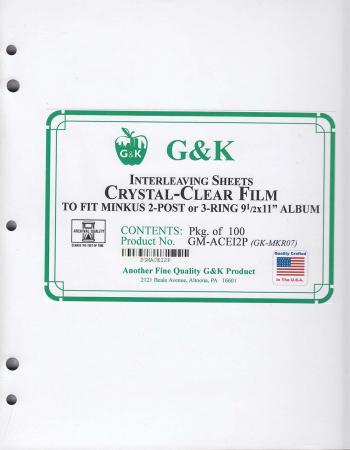 G&K
G&K
INTERLEAVING SHEETS
CRYSTAL-CLEAR FILM
TO FIT MINKUS 2-POST or 3-RING 9 1/2x11" ALBUM
ARCHIVAL QUALITY
CONTENTS: Pkg. of 100
Product No. GM-ACEI2P (GK-MKR07)
Quality Crafted
In The U.S.A.
Another Fine Quality G&K Product
2121 Beale Avenue, Altoona, PA 16601